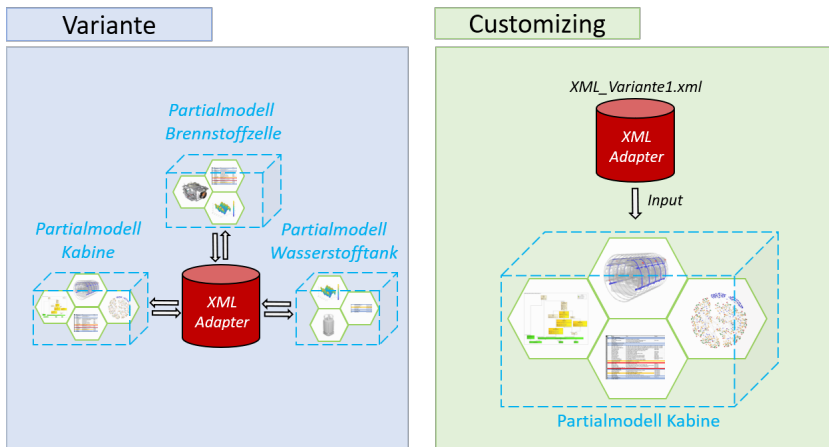 Variante
Partialmodell
Brennstoffzelle
Partialmodell
Kabine
Partialmodell
Wasserstofftank
XML
Adapter
Customizing
XML_Variante1.xml
XML
Adapter
Input
Partialmodell Kabine